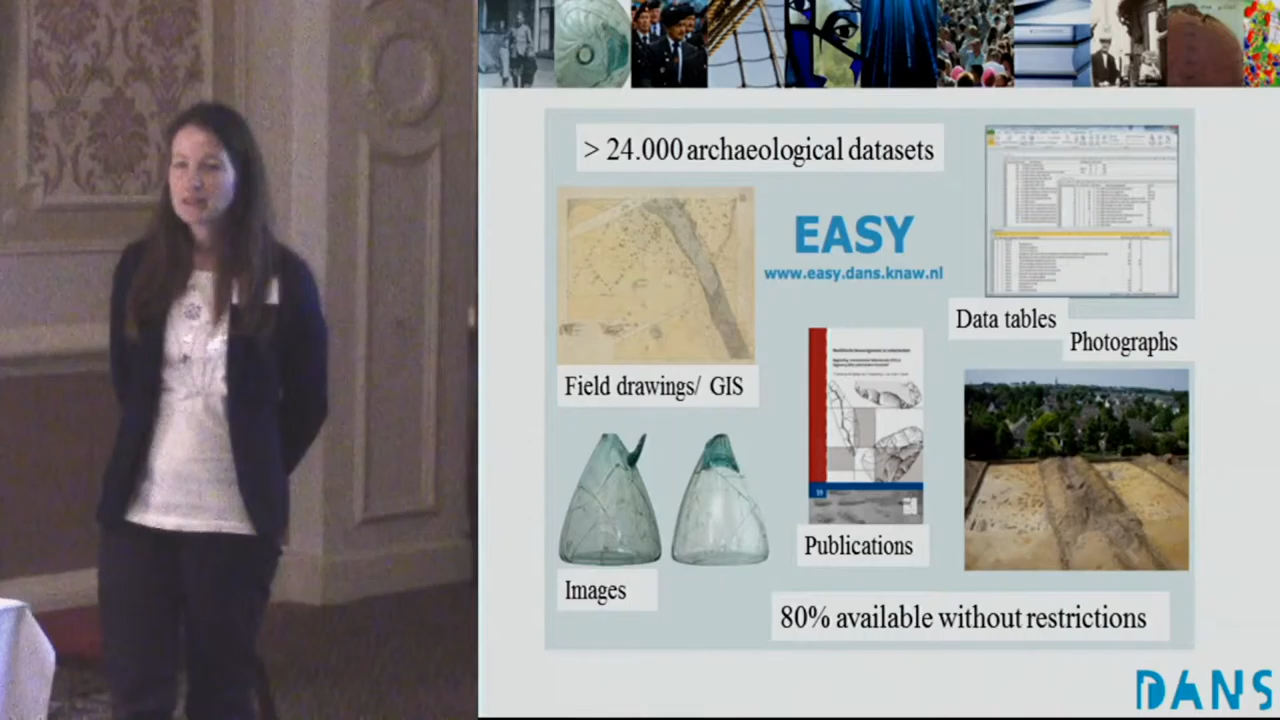 > 24.000 archaeological datasets
EASY
www.easy.dans.knaw.nl
Data tables
Photographs
Field drawings/ GIS
Publications
Images
80% available without restrictions
DANS